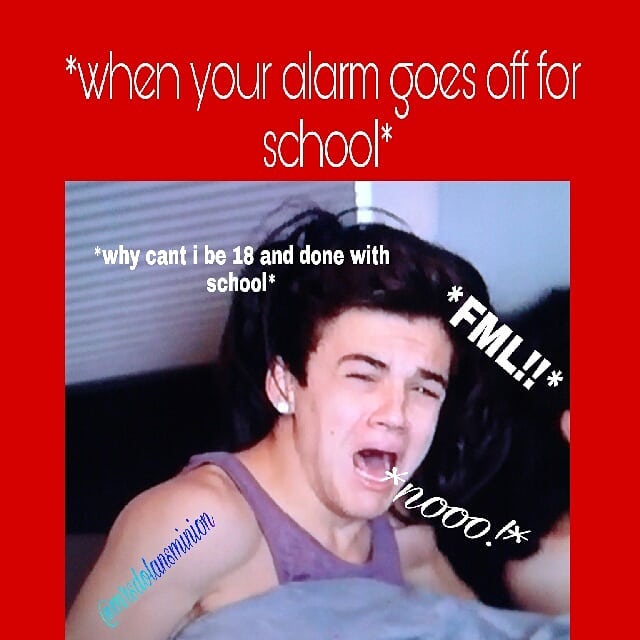 *when your alarm goes off for
school*
*why cant i be 18 and done with
school*
*FML!!*
*nooo!*